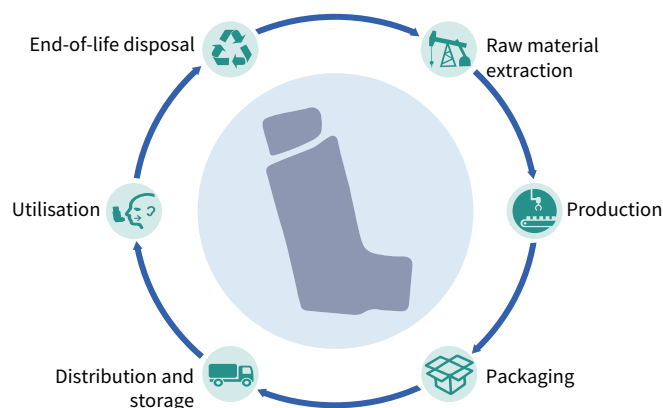 End-of-life disposal
Raw material
extraction
Utilisation
Production
Distribution and
storage
Packaging